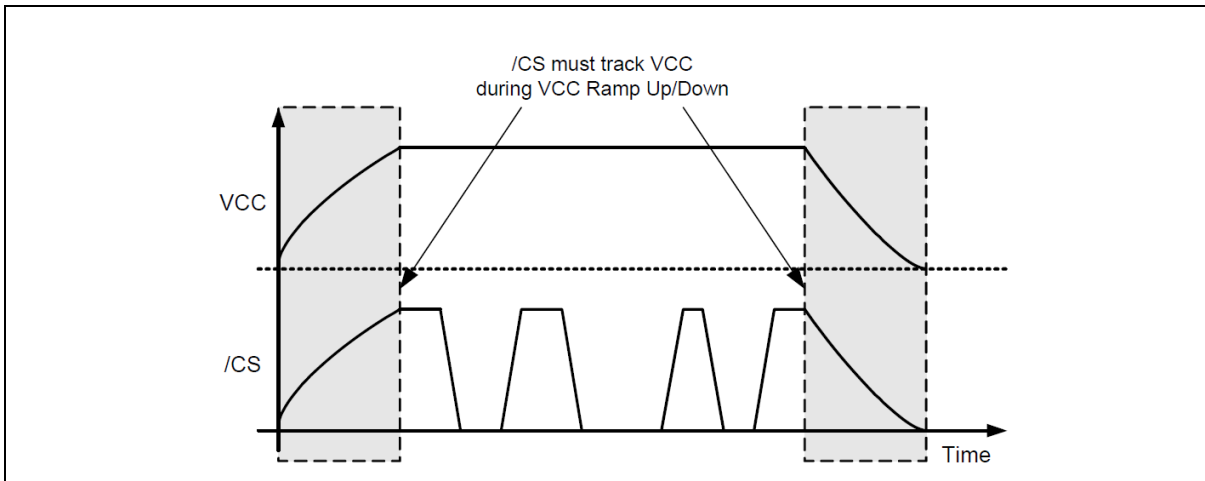 /CS must track VCC
during VCC Ramp Up/Down
VCC
/CS
Time